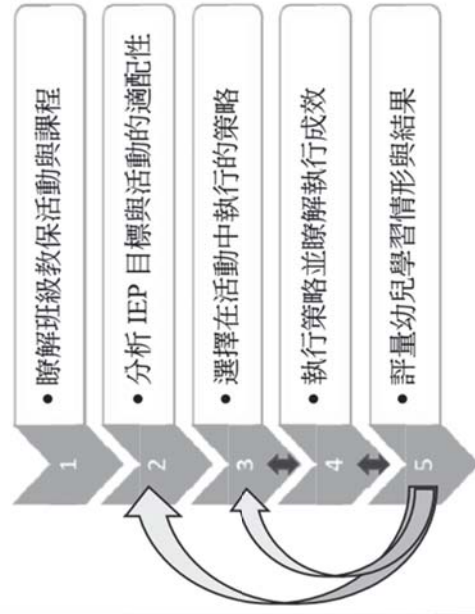 1
• 瞭解班級教保活動與課程
2
• 分析 IEP 目標與活動的適配性
3
• 選擇在活動中執行的策略
4
• 執行策略並瞭解執行成效
5
• 評量幼兒學習情形與結果